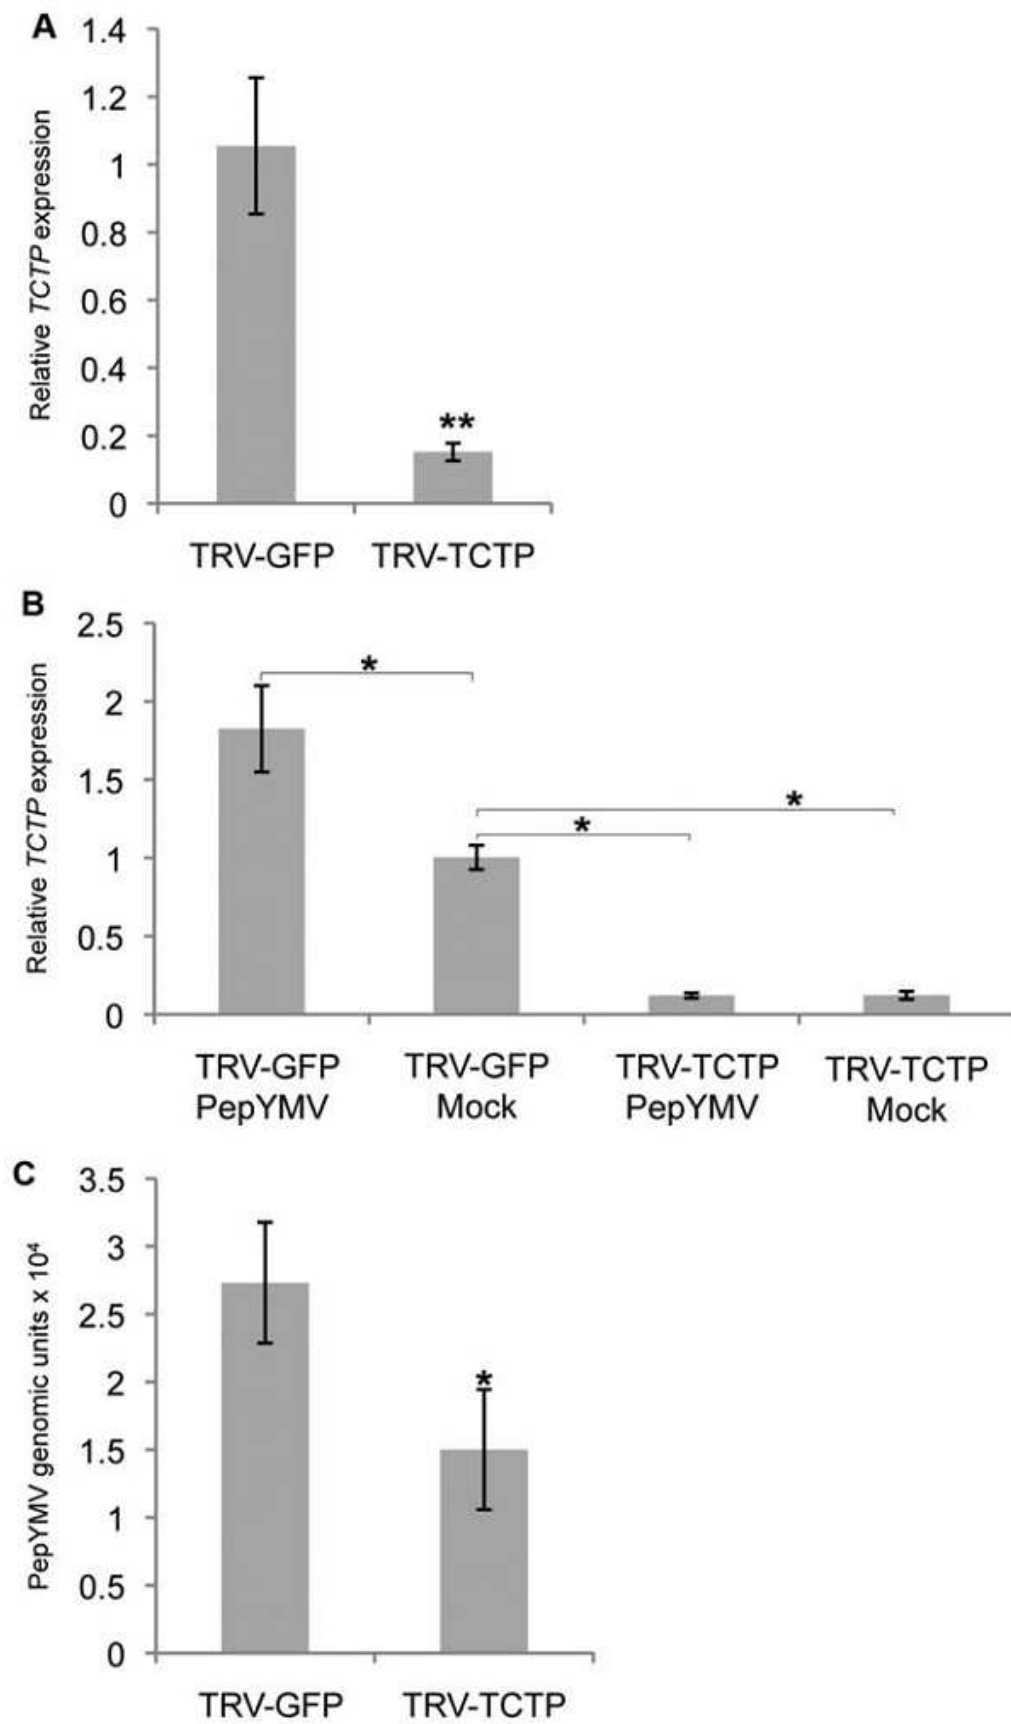 A
Relative TCTP expression
1.4
1.2
1
0.8
0.6
0.4
0.2
0
**
TRV-GFP TRV-TCTP
B
Relative TCTP expression
2.5
2
1.5
1
0.5
0
*
*
*
TRV-GFP TRV-GFP TRV-TCTP TRV-TCTP
PepYMV Mock PepYMV Mock
C
PepYMV genomic units x 10⁴
3.5
3
2.5
2
1.5
1
0.5
0
*
TRV-GFP TRV-TCTP